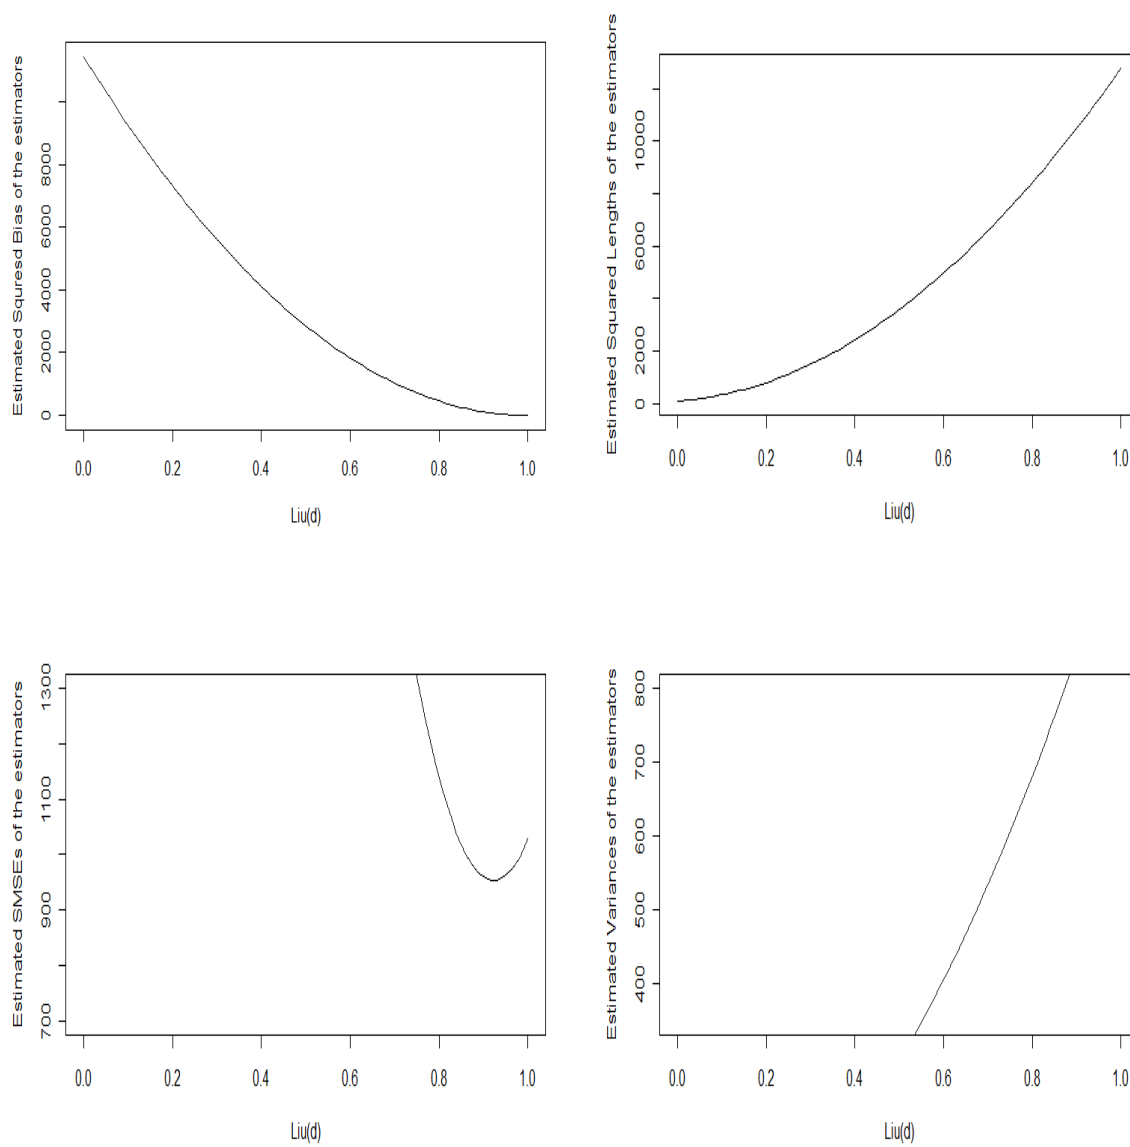 Estimated Squresd Bias of the estimators
0 2000 4000 6000 8000
0.0 0.2 0.4 0.6 0.8 1.0
Liu(d)
Estimated Squared Lengths of the estimators
0 2000 6000 10000
0.0 0.2 0.4 0.6 0.8 1.0
Liu(d)
Estimated SMSEs of the estimators
700 900 1100 1300
0.0 0.2 0.4 0.6 0.8 1.0
Liu(d)
Estimated Variances of the estimators
400 500 600 700 800
0.0 0.2 0.4 0.6 0.8 1.0
Liu(d)